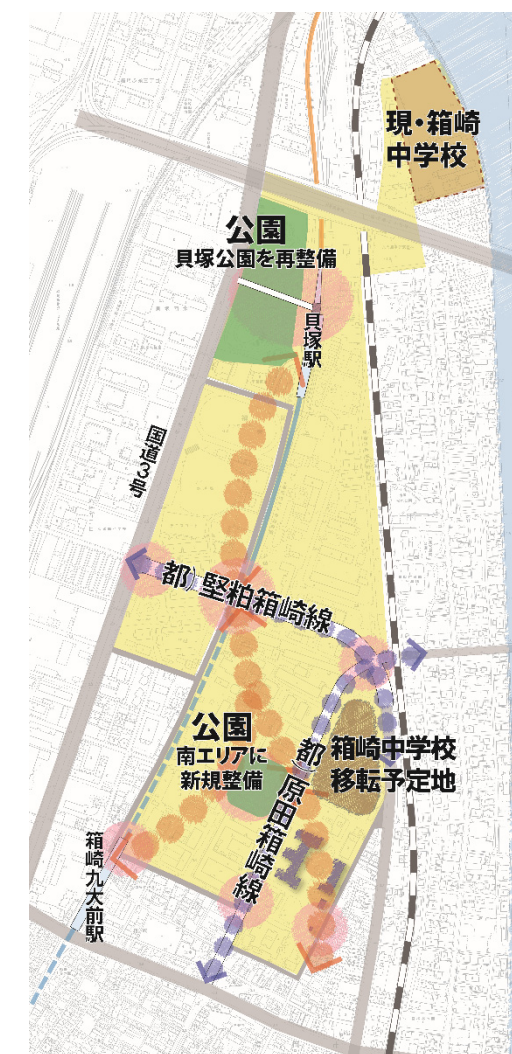 現・箱崎
中学校
公園
貝塚公園を再整備
貝塚駅
国道3号
都)堅粕箱崎線
公園
南エリアに
新規整備
都)原田箱崎線
箱崎中学校
移転予定地
箱崎九大前駅